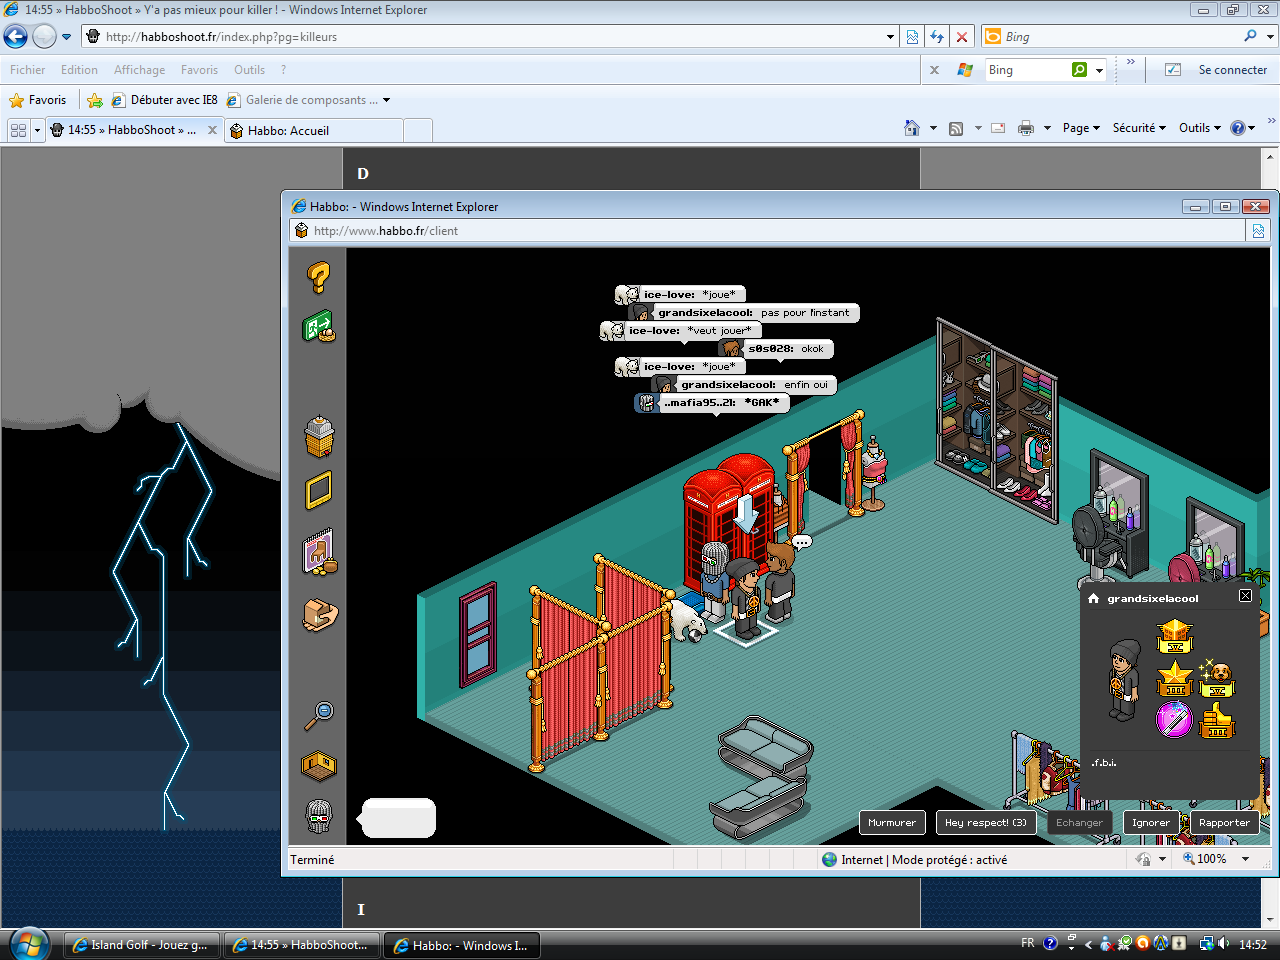 14:55 » HabboShoot » Y'a pas mieux pour killer ! - Windows Internet Explorer
http://habboshoot.fr/index.php?pg=killeurs
Bing
Fichier Edition Affichage Favoris Outils ?
Bing
Se connecter
Favoris
Débuter avec IE8
Galerie de composants ...
14:55 » HabboShoot » ...
Habbo: Accueil
Page
Sécurité
Outils
D
Habbo: - Windows Internet Explorer
http://www.habbo.fr/client
ice-love: *joue*
grandsixelacool: pas pour l'instant
ice-love: *veut jouer*
s0s028: okok
ice-love: *joue*
grandsixelacool: enfin oui
..mafia95..21: *GAK*
...
grandsixelacool
.f.b.i.
Murmurer
Hey respect! (3)
Echanger
Ignorer
Rapporter
Terminé
Internet | Mode protégé : activé
100%
I
Island Golf - Jouez g...
14:55 » HabboShoot...
Habbo: - Windows I...
FR
14:52